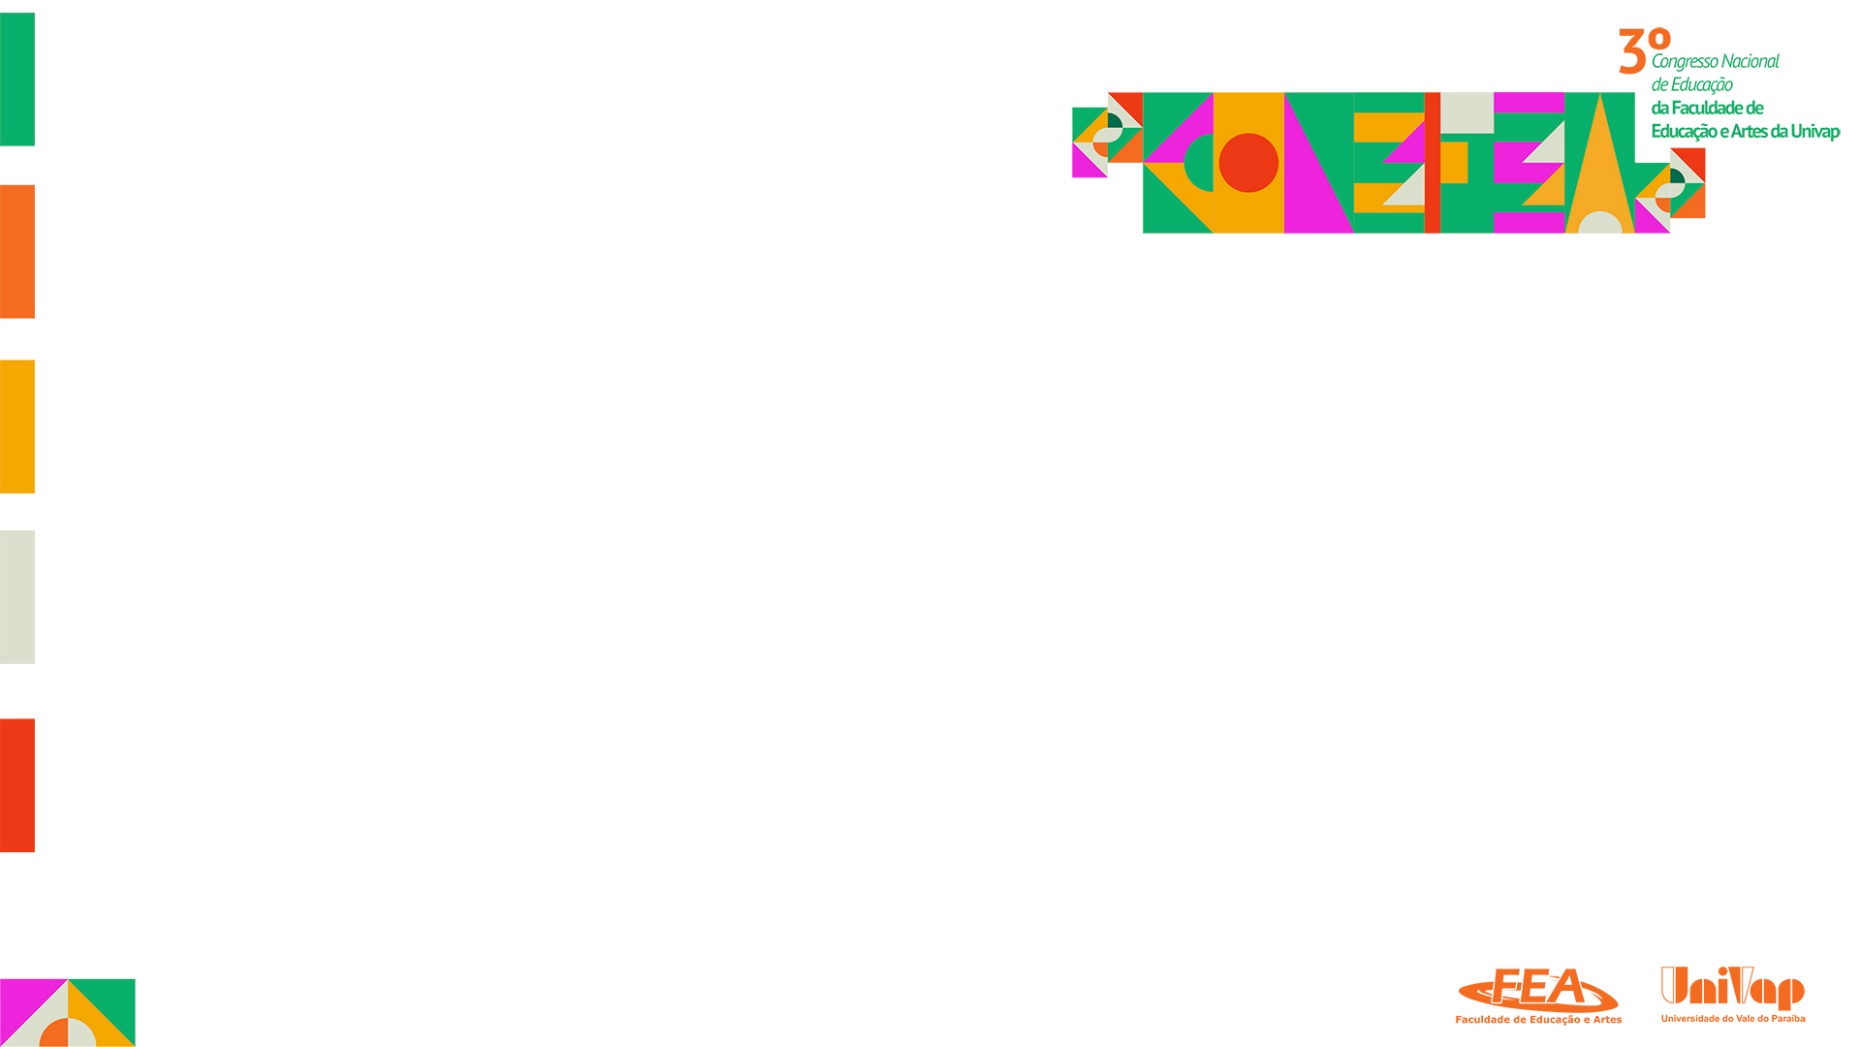 3º
Congresso Nacional
de Educação
da Faculdade de
Educação e Artes da Univap
CONEFEA
FEA
Faculdade de Educação e Artes
UniVap
Universidade do Vale do Paraíba